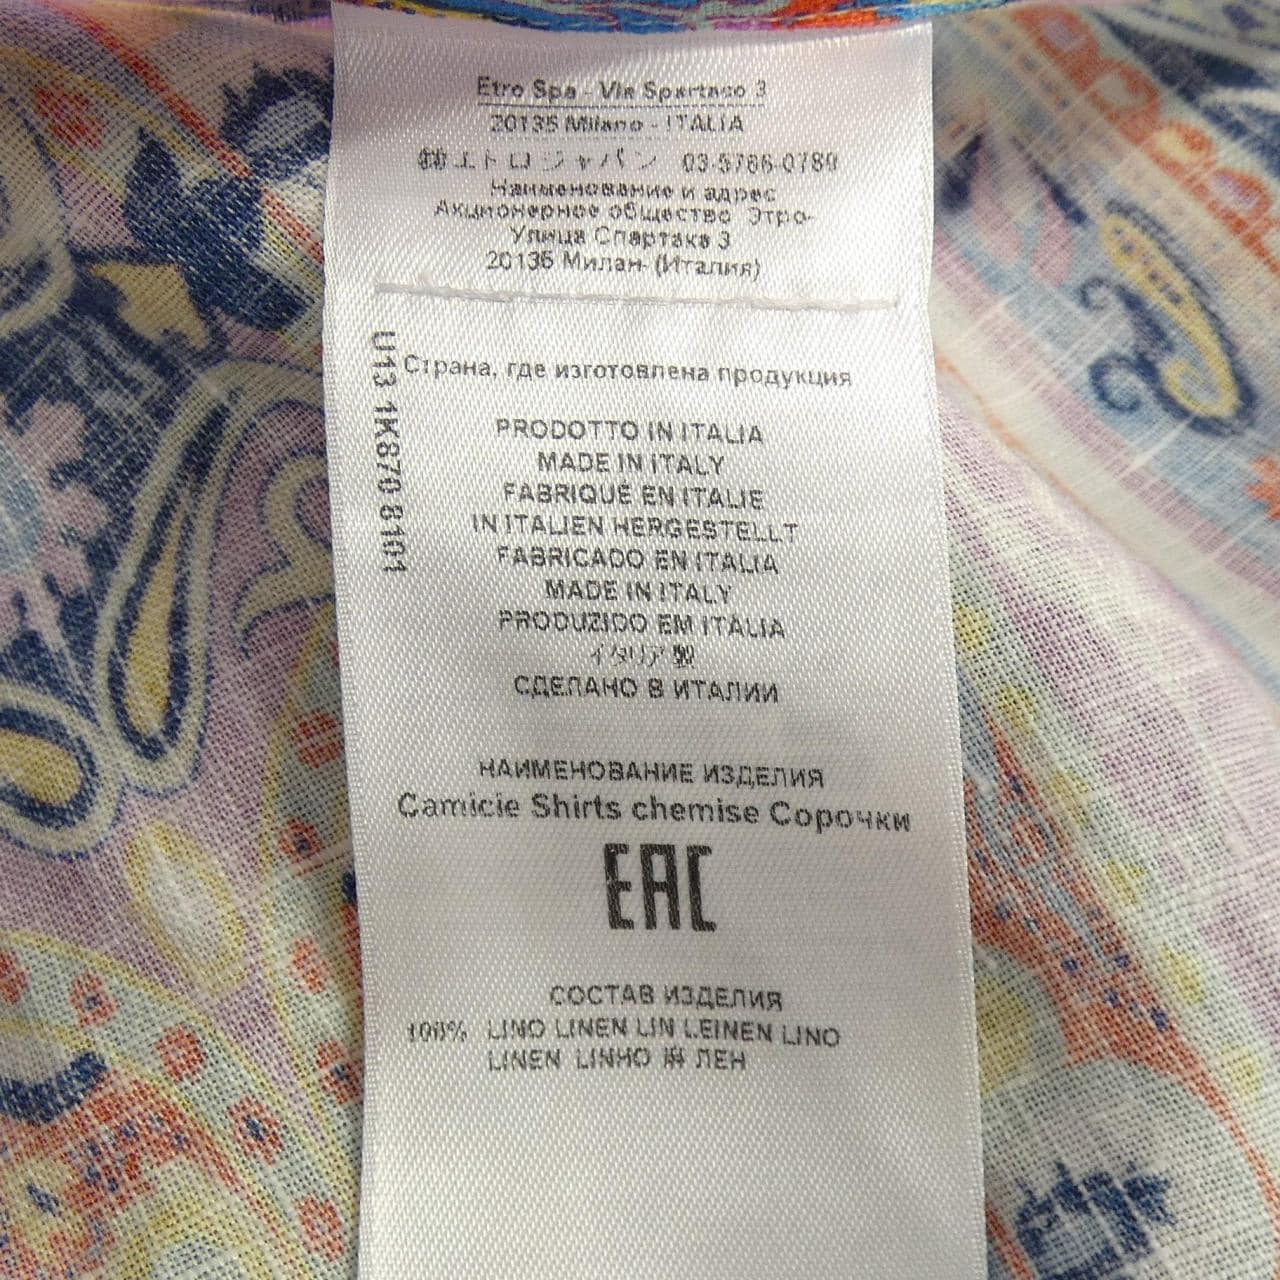 Etro Spa - Via Spartaco 3
20135 Milano - ITALIA
㈱エトロジャパン 03-5766-0789
Наименование и адрес
Акционерное общество Этро-
Улица Спартака 3
20135 Милан- (Италия)
U13 1K870 8101
Страна, где изготовлена продукция
PRODOTTO IN ITALIA
MADE IN ITALY
FABRIQUE EN ITALIE
IN ITALIEN HERGESTELLT
FABRICADO EN ITALIA
MADE IN ITALY
PRODUZIDO EM ITÁLIA
イタリア製
СДЕЛАНО В ИТАЛИИ
НАИМЕНОВАНИЕ ИЗДЕЛИЯ
Camicie Shirts chemise Сорочки
EAC
СОСТАВ ИЗДЕЛИЯ
100% LINO LINEN LIN LEINEN LINO
LINEN LINHO 麻 ЛЕН